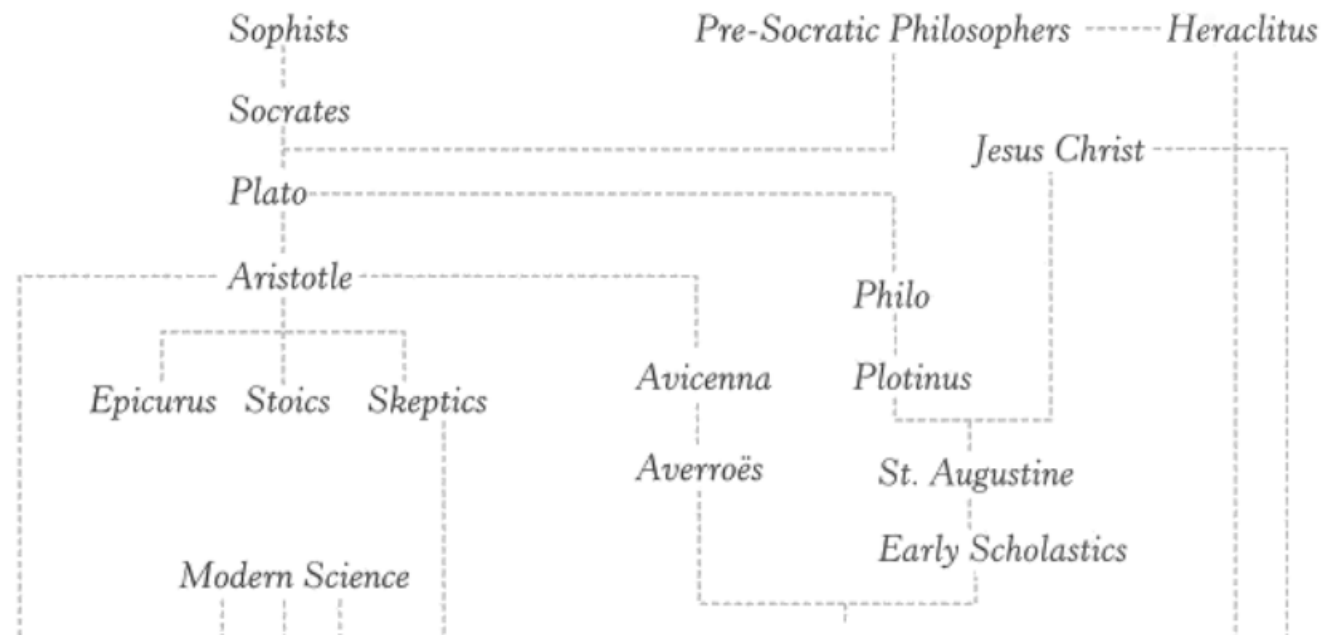 Sophists
Pre-Socratic Philosophers
Heraclitus
Socrates
Jesus Christ
Plato
Aristotle
Philo
Avicenna
Plotinus
Epicurus
Stoics
Skeptics
Averroës
St. Augustine
Early Scholastics
Modern Science